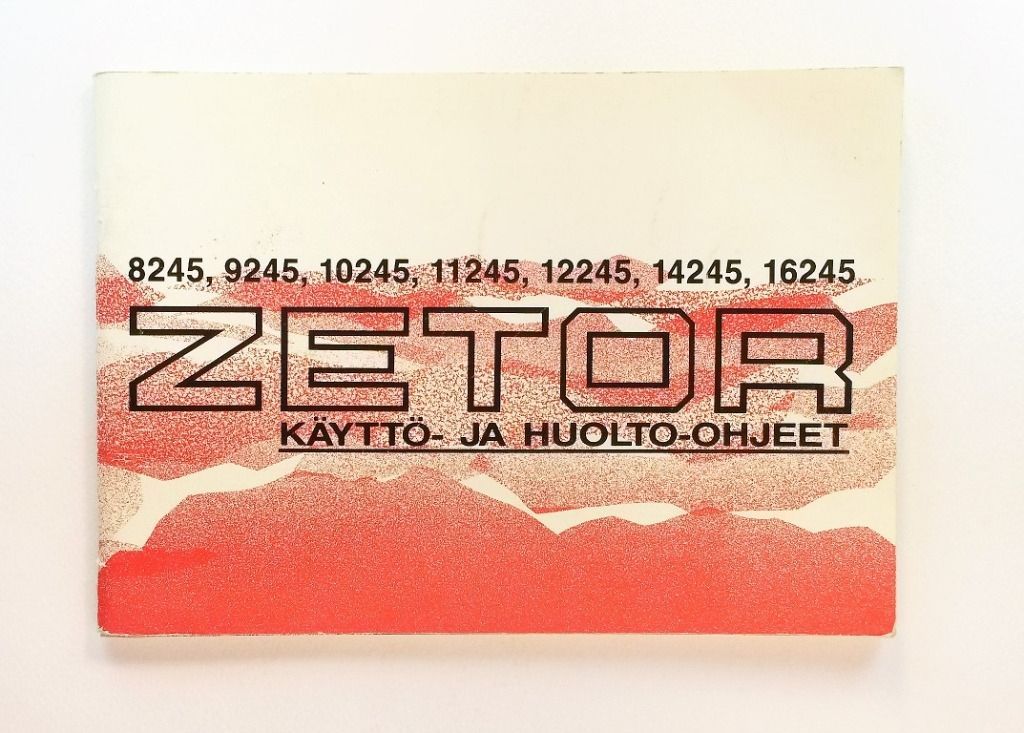 8245, 9245, 10245, 11245, 12245, 14245, 16245
ZETOR
KÄYTTÖ- JA HUOLTO-OHJEET